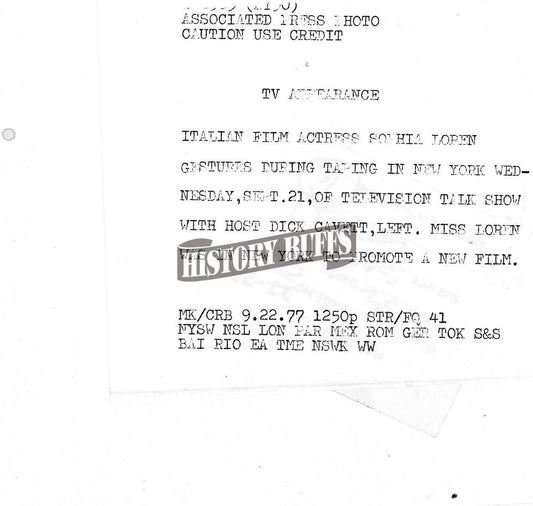 ASSOCIATED PRESS PHOTO
CAUTION USE CREDIT
TV APPEARANCE
ITALIAN FILM ACTRESS SOPHIA LOREN
GESTURES DURING TAPING IN NEW YORK WED-
NESDAY,SEPT.21,OF TELEVISION TALK SHOW
WITH HOST DICK CAVETT,LEFT. MISS LOREN
WAS IN NEW YORK TO PROMOTE A NEW FILM.
HISTORY BUFFS
MK/CRB 9.22.77 1250p STR/FQ 41
NYSW NSL LON PAR MEX ROM GER TOK S&S
BAI RIO EA TME NSWK WW